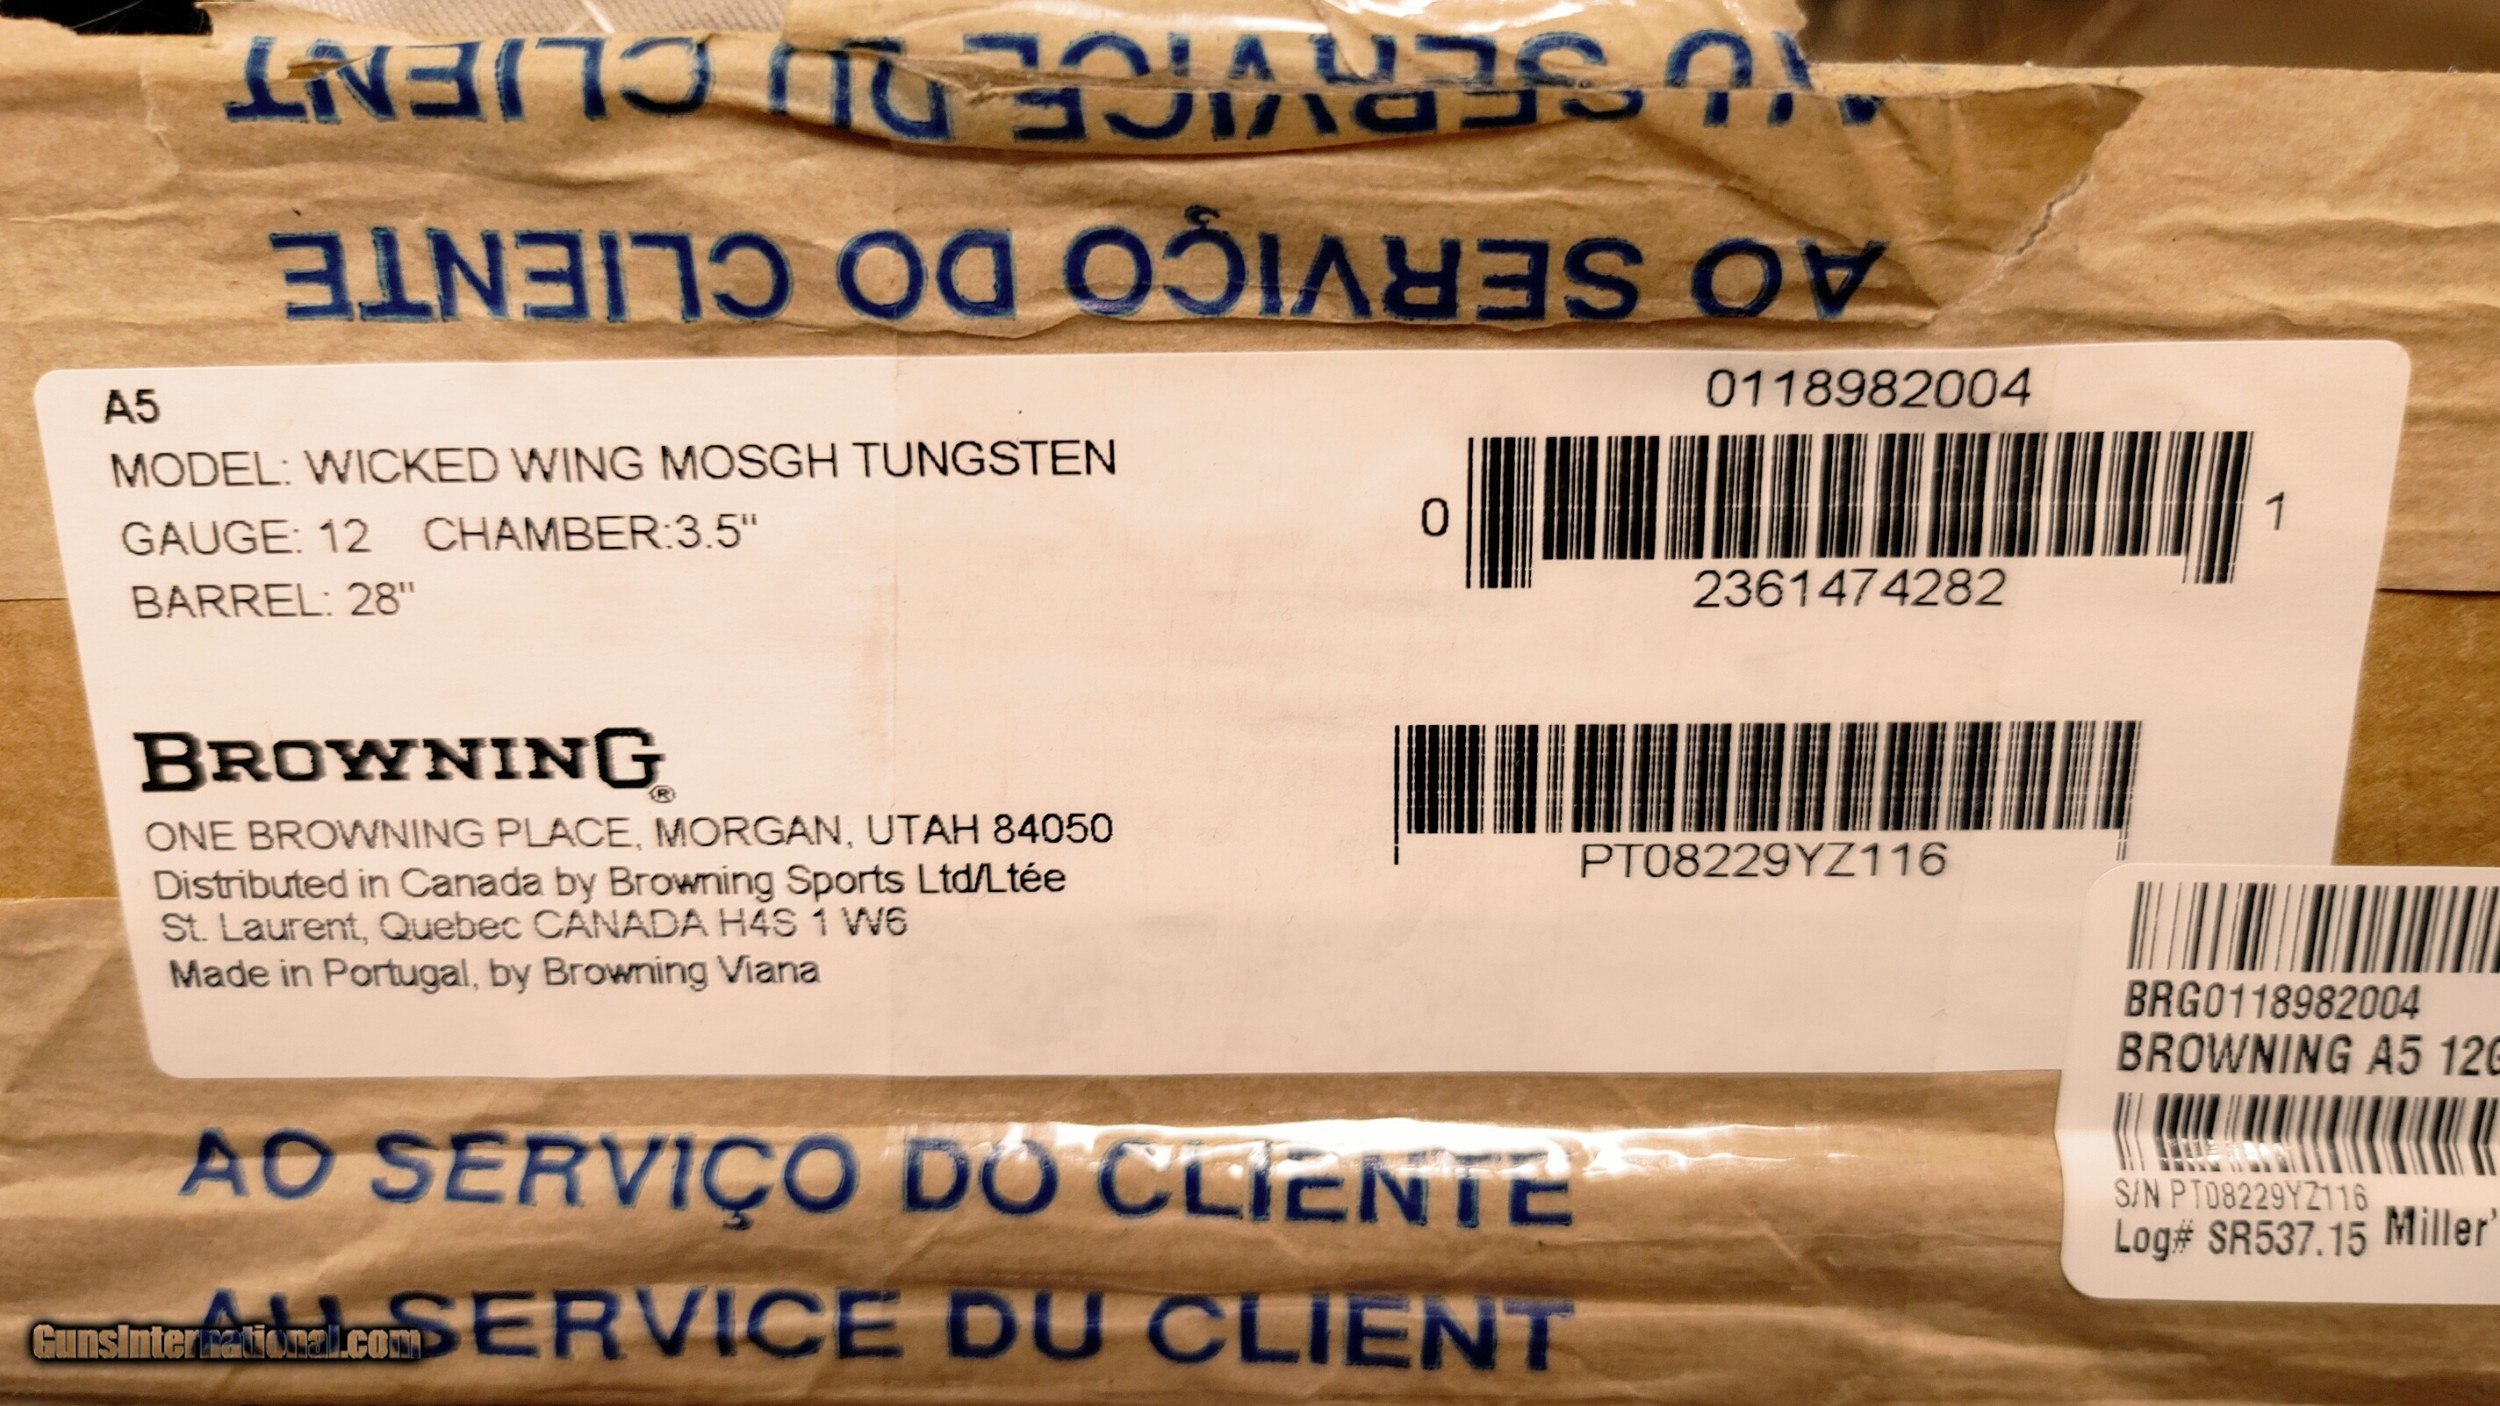 AU SERVICE DU CLIENT
AO SERVIÇO DO CLIENTE
A5
MODEL: WICKED WING MOSGH TUNGSTEN
GAUGE: 12 CHAMBER:3.5"
BARREL: 28"
0118982004
0 1
2361474282
BROWNING®
ONE BROWNING PLACE, MORGAN, UTAH 84050
Distributed in Canada by Browning Sports Ltd/Ltée
St. Laurent, Quebec CANADA H4S 1 W6
Made in Portugal, by Browning Viana
PT08229YZ116
BRG0118982004
BROWNING A5 12G
S/N PT08229YZ116
Log# SR537.15 Miller'
AO SERVIÇO DO CLIENTE
AU SERVICE DU CLIENT
GunsInternational.com